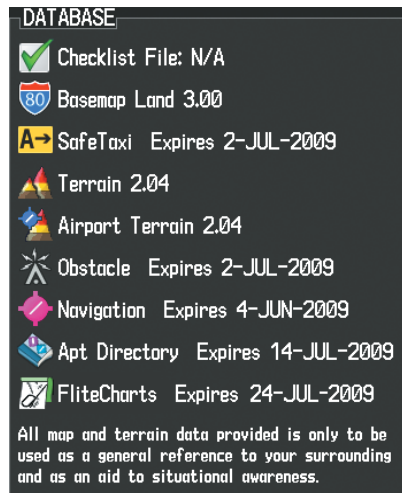 DATABASE
Checklist File: N/A
80 Basemap Land 3.00
A→ SafeTaxi Expires 2-JUL-2009
Terrain 2.04
Airport Terrain 2.04
Obstacle Expires 2-JUL-2009
Navigation Expires 4-JUN-2009
Apt Directory Expires 14-JUL-2009
FliteCharts Expires 24-JUL-2009
All map and terrain data provided is only to be
used as a general reference to your surrounding
and as an aid to situational awareness.